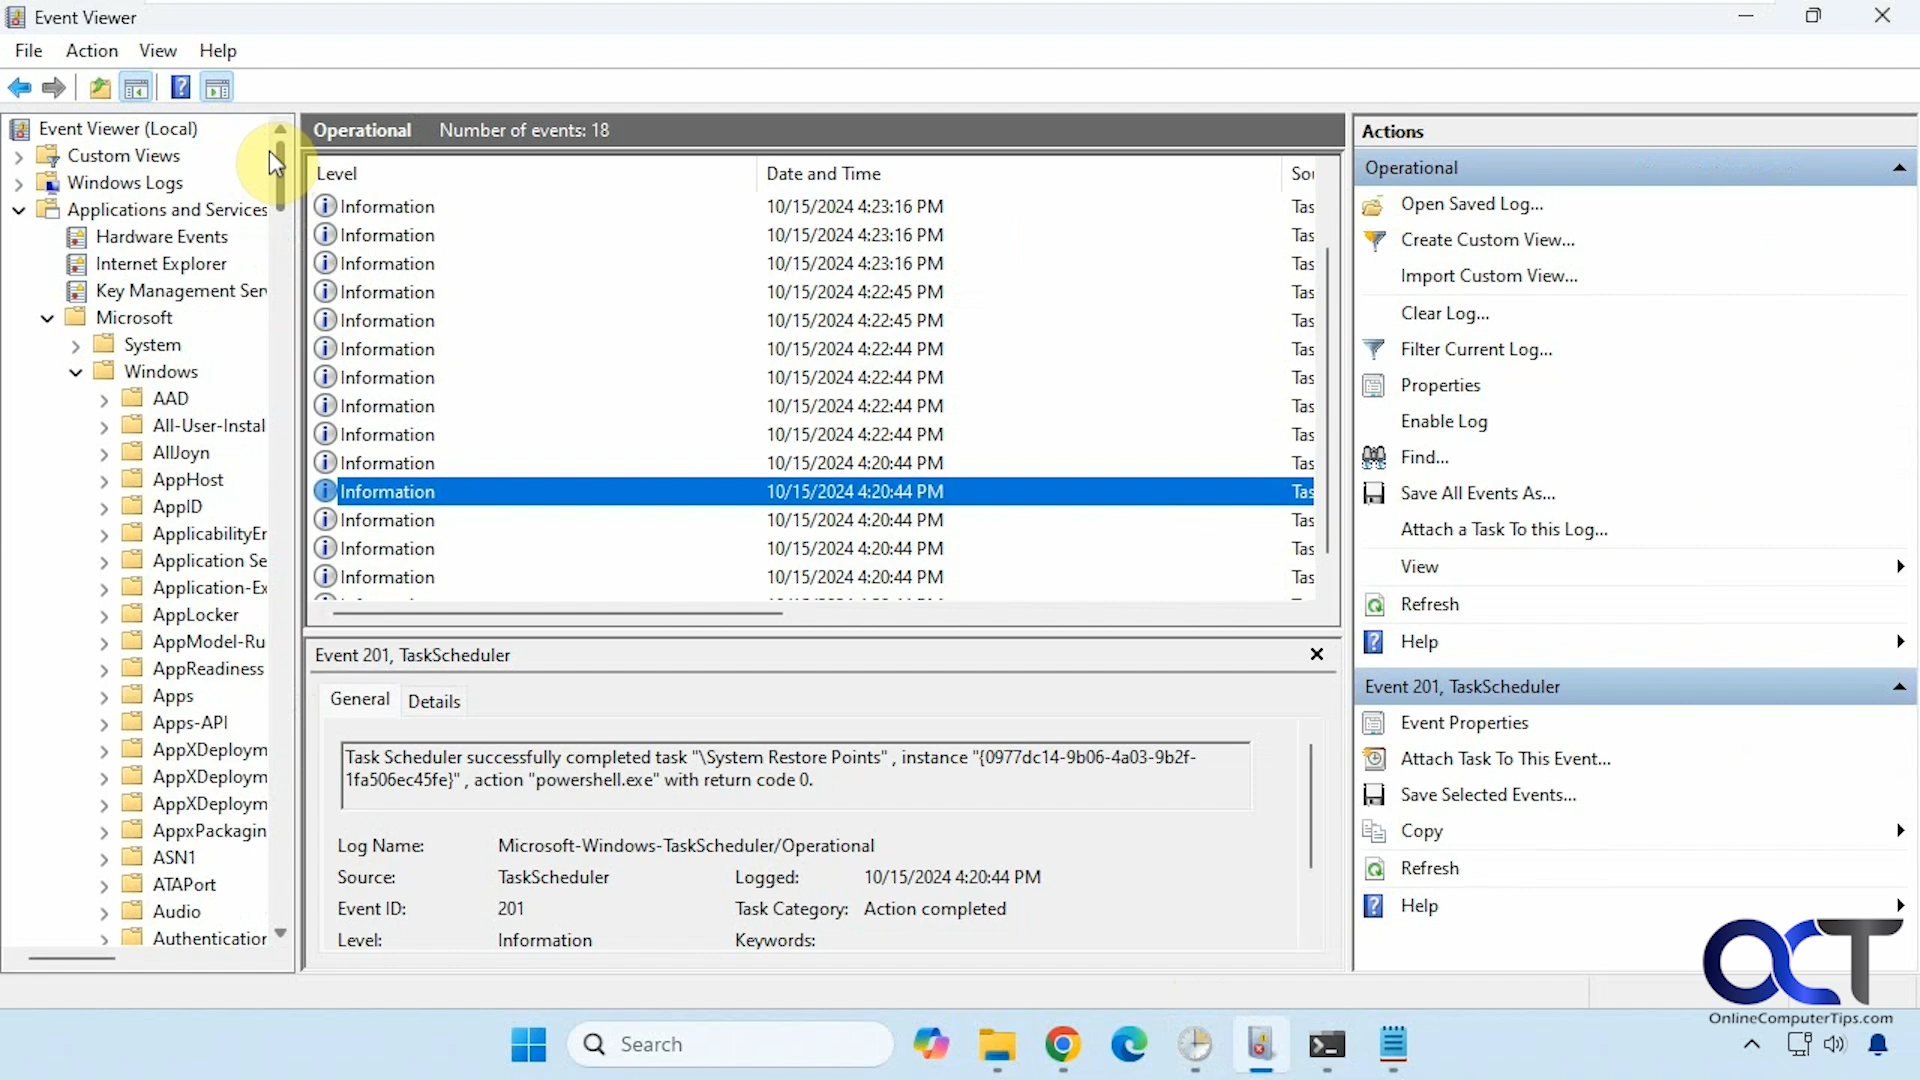 Event Viewer
File Action View Help
Event Viewer (Local)
Custom Views
Windows Logs
Applications and Services
Hardware Events
Internet Explorer
Key Management Ser
Microsoft
System
Windows
AAD
All-User-Instal
AllJoyn
AppHost
AppID
ApplicabilityEr
Application Se
Application-Ex
AppLocker
AppModel-Ru
AppReadiness
Apps
Apps-API
AppXDeploym
AppXDeploym
AppXDeploym
AppxPackagin
ASN1
ATAPort
Audio
Authentication
Operational Number of events: 18
Level Date and Time Sou
Information 10/15/2024 4:23:16 PM Tas
Information 10/15/2024 4:23:16 PM Tas
Information 10/15/2024 4:23:16 PM Tas
Information 10/15/2024 4:22:45 PM Tas
Information 10/15/2024 4:22:45 PM Tas
Information 10/15/2024 4:22:44 PM Tas
Information 10/15/2024 4:22:44 PM Tas
Information 10/15/2024 4:22:44 PM Tas
Information 10/15/2024 4:22:44 PM Tas
Information 10/15/2024 4:20:44 PM Tas
Information 10/15/2024 4:20:44 PM Tas
Information 10/15/2024 4:20:44 PM Tas
Information 10/15/2024 4:20:44 PM Tas
Information 10/15/2024 4:20:44 PM Tas
Event 201, TaskScheduler
General Details
Task Scheduler successfully completed task "\System Restore Points" , instance "{0977dc14-9b06-4a03-9b2f-
1fa506ec45fe}" , action "powershell.exe" with return code 0.
Log Name: Microsoft-Windows-TaskScheduler/Operational
Source: TaskScheduler Logged: 10/15/2024 4:20:44 PM
Event ID: 201 Task Category: Action completed
Level: Information Keywords:
Actions
Operational
Open Saved Log...
Create Custom View...
Import Custom View...
Clear Log...
Filter Current Log...
Properties
Enable Log
Find...
Save All Events As...
Attach a Task To this Log...
View
Refresh
Help
Event 201, TaskScheduler
Event Properties
Attach Task To This Event...
Save Selected Events...
Copy
Refresh
Help
OCT
OnlineComputerTips.com
Search